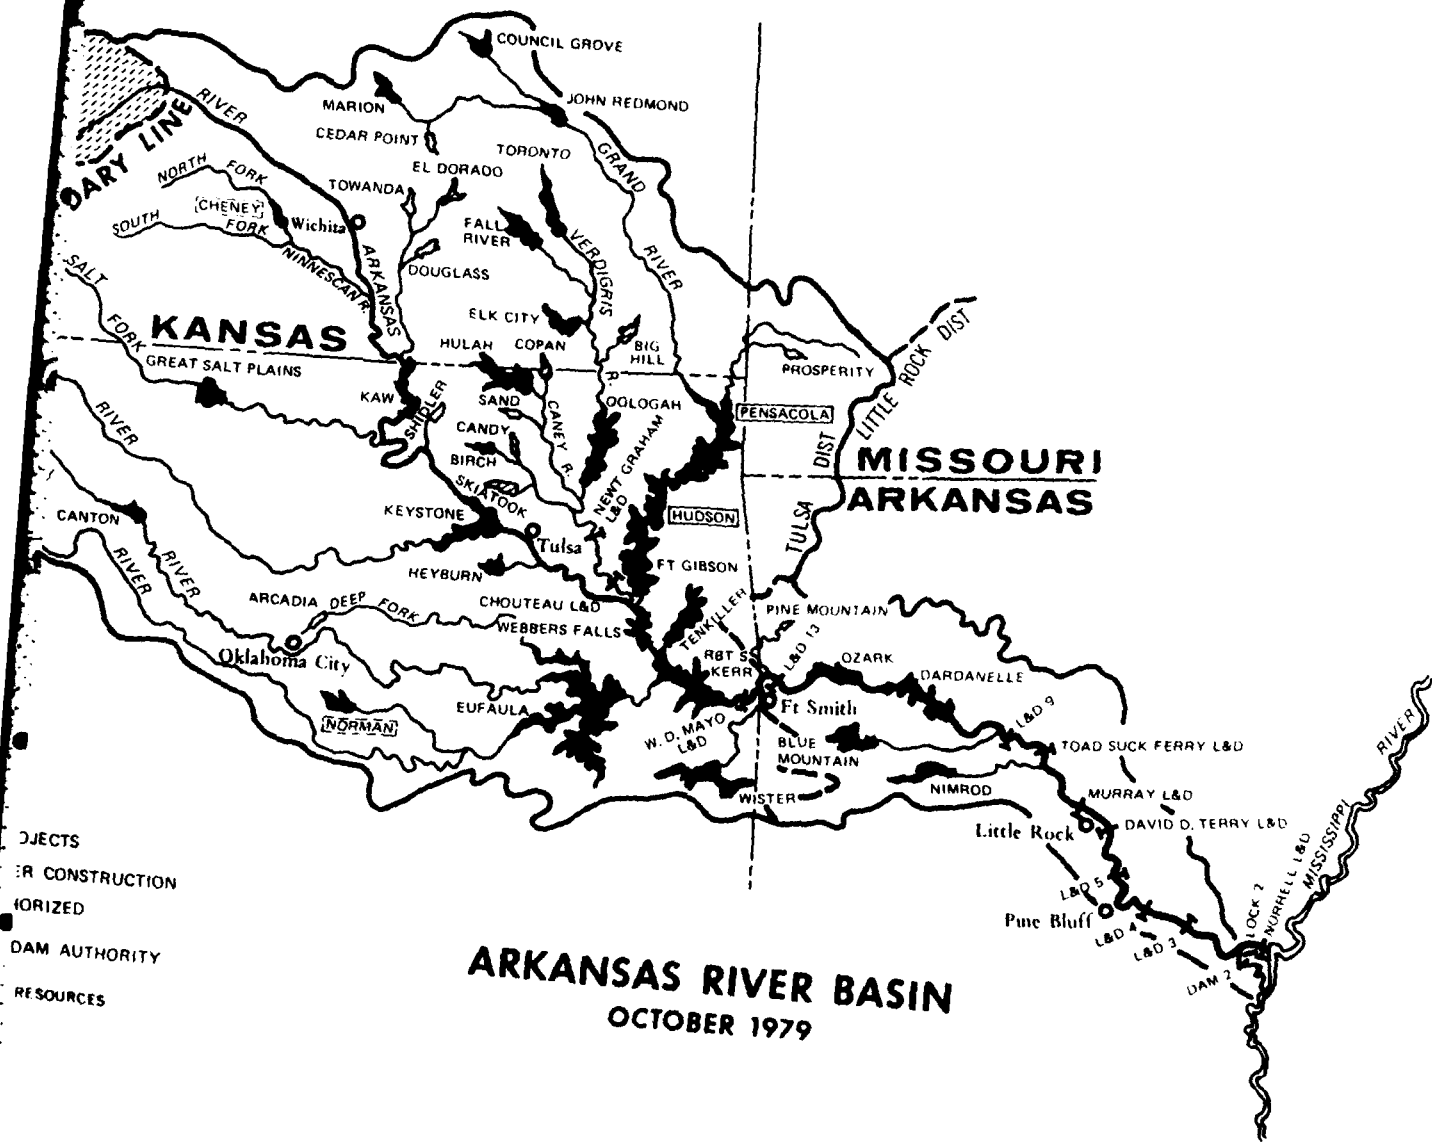 COUNCIL GROVE
MARION
JOHN REDMOND
RIVER
CEDAR POINT
TORONTO
GRAND
DARY LINE
NORTH FORK
EL DORADO
TOWANDA
CHENEY
Wichita
SOUTH FORK
FALL
RIVER
VERDIGRIS
RIVER
NINNESCAH R.
ARKANSAS
DOUGLASS
SALT
FORK
KANSAS
ELK CITY
HULAH
COPAN
BIG
HILL
LITTLE ROCK DIST
GREAT SALT PLAINS
PROSPERITY
KAW
SHIDLER
SAND
R.
OOLOGAH
PENSACOLA
RIVER
CANDY
CANEY R.
BIRCH
NEWT GRAHAM
L&D
TULSA DIST
MISSOURI
ARKANSAS
SKIATOOK
KEYSTONE
HUDSON
CANTON
Tulsa
RIVER
RIVER
HEYBURN
FT GIBSON
ARCADIA
DEEP FORK
CHOUTEAU L&D
WEBBERS FALLS
TENKILLER
PINE MOUNTAIN
L&D 13
Oklahoma City
RBT S
KERR
OZARK
DARDANELLE
NORMAN
EUFAULA
Ft Smith
W. D. MAYO
L&D
L&D 9
BLUE
MOUNTAIN
TOAD SUCK FERRY L&D
RIVER
WISTER
NIMROD
MURRAY L&D
Little Rock
DAVID D. TERRY L&D
MISSISSIPPI
L&D 5
Pine Bluff
L&D 4
L&D 3
LOCK 2
NORRELL L&D
DAM 2
OJECTS
ER CONSTRUCTION
HORIZED
DAM AUTHORITY
RESOURCES
ARKANSAS RIVER BASIN
OCTOBER 1979